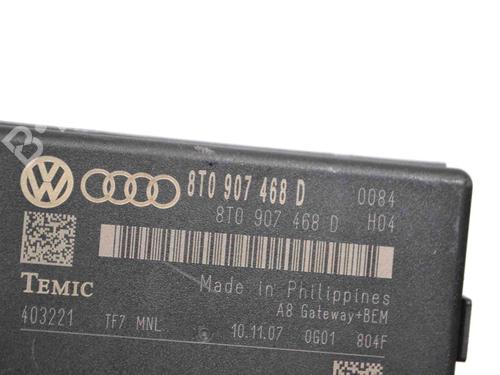 8T0 907 468 D 0084
8T0 907 468 D H04
TEMIC Made in Philippines
A8 Gateway+BEM
403221 TF7 MNL 10.11.07 0G01 804F